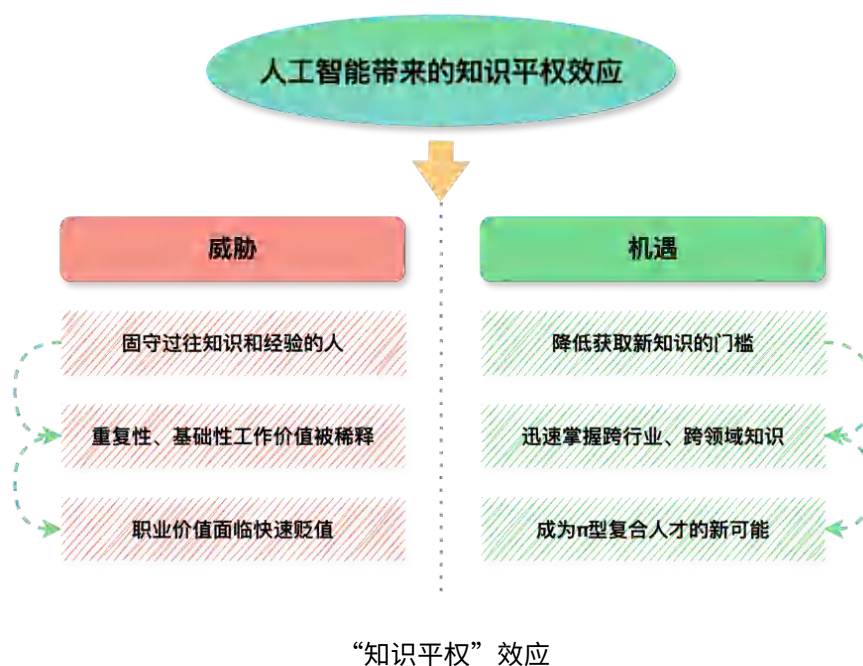 人工智能带来的知识平权效应
威胁
机遇
固守过往知识和经验的人
降低获取新知识的门槛
重复性、基础性工作价值被稀释
迅速掌握跨行业、跨领域知识
职业价值面临快速贬值
成为π型复合人才的新可能
“知识平权”效应